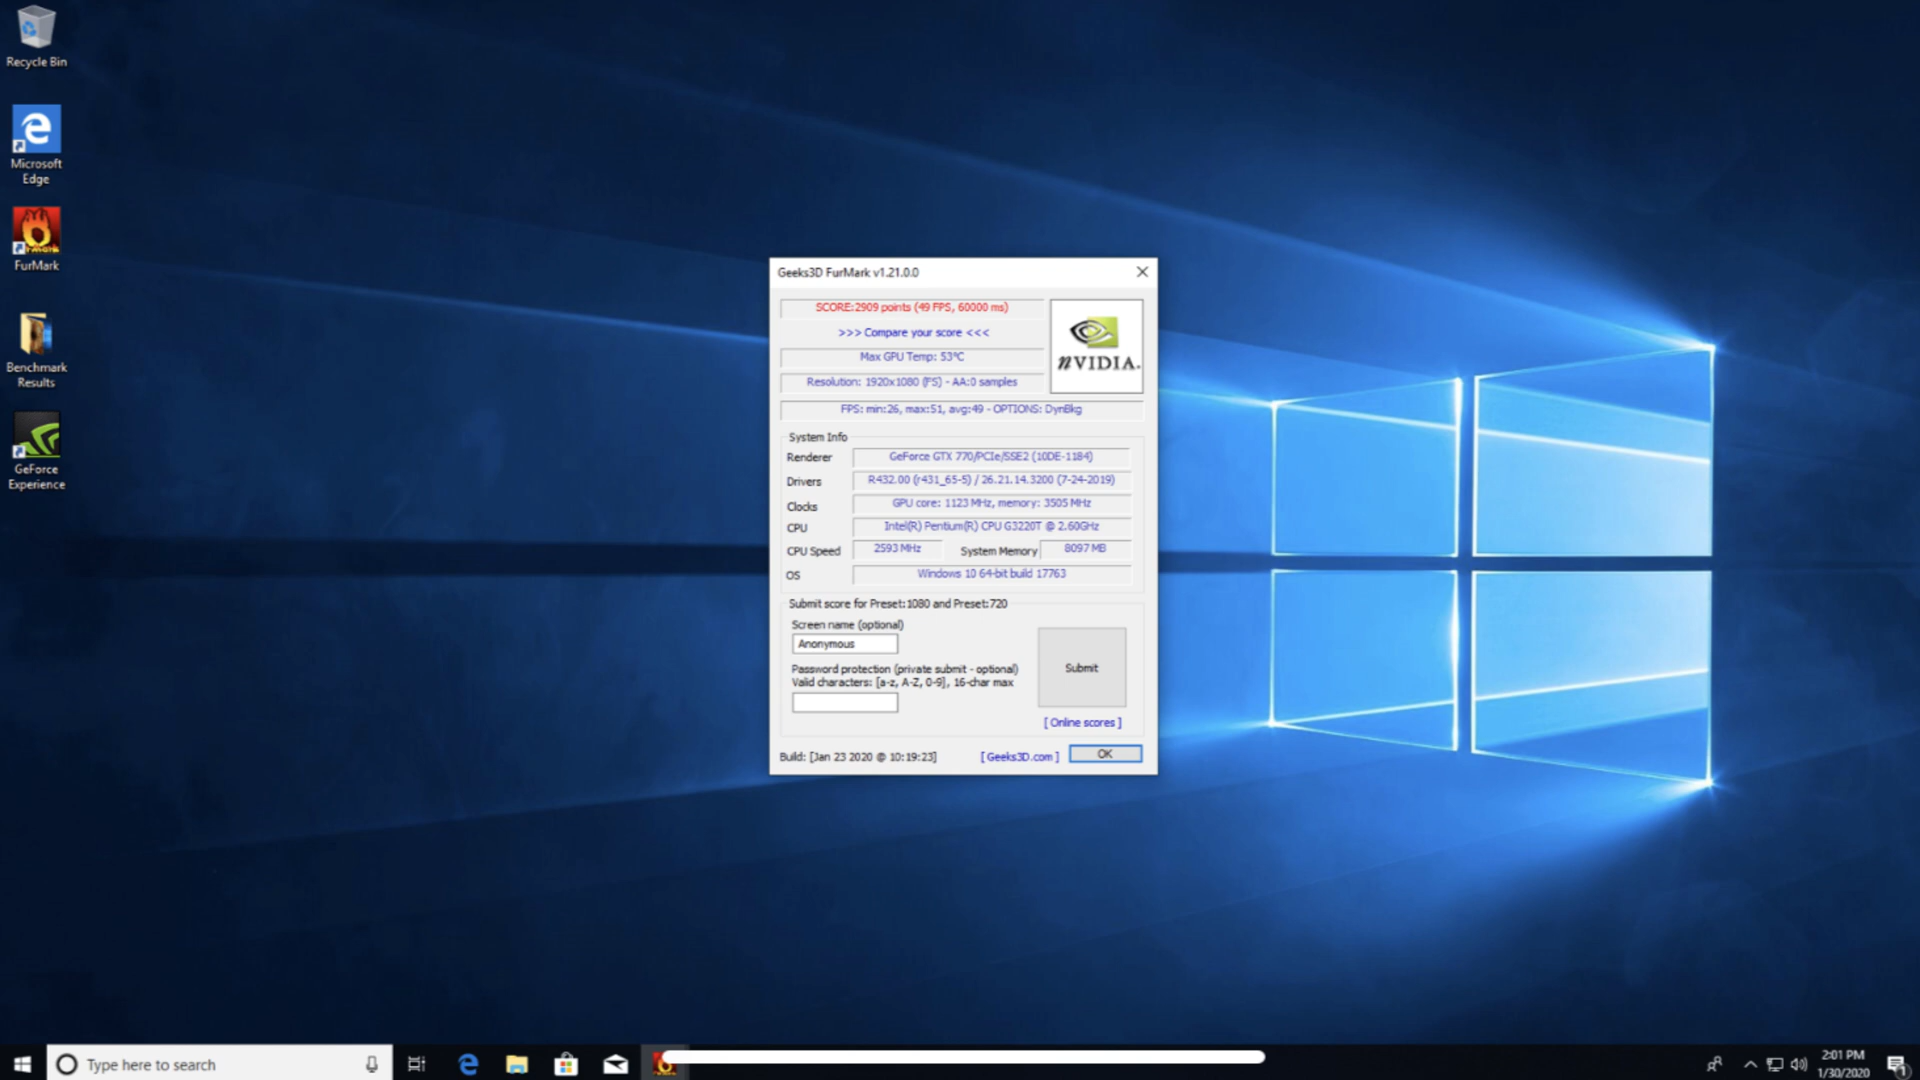 Recycle Bin
Microsoft
Edge
FurMark
Benchmark
Results
GeForce
Experience
Geeks3D FurMark v1.21.0.0
SCORE:2909 points (49 FPS, 60000 ms)
>>> Compare your score <<<
Max GPU Temp: 53°C
Resolution: 1920x1080 (FS) - AA:0 samples
nVIDIA.
FPS: min:26, max:51, avg:49 - OPTIONS: DynBkg
System Info
Renderer GeForce GTX 770/PCIe/SSE2 (10DE-1184)
Drivers R432.00 (r431_65-5) / 26.21.14.3200 (7-24-2019)
Clocks GPU core: 1123 MHz, memory: 3505 MHz
CPU Intel(R) Pentium(R) CPU G3220T @ 2.60GHz
CPU Speed 2593 MHz System Memory 8097 MB
OS Windows 10 64-bit build 17763
Submit score for Preset:1080 and Preset:720
Screen name (optional)
Anonymous
Password protection (private submit - optional)
Valid characters: [a-z, A-Z, 0-9], 16-char max
Submit
[ Online scores ]
Build: [Jan 23 2020 @ 10:19:23] [ Geeks3D.com ] OK
Type here to search
2:01 PM
1/30/2020
1